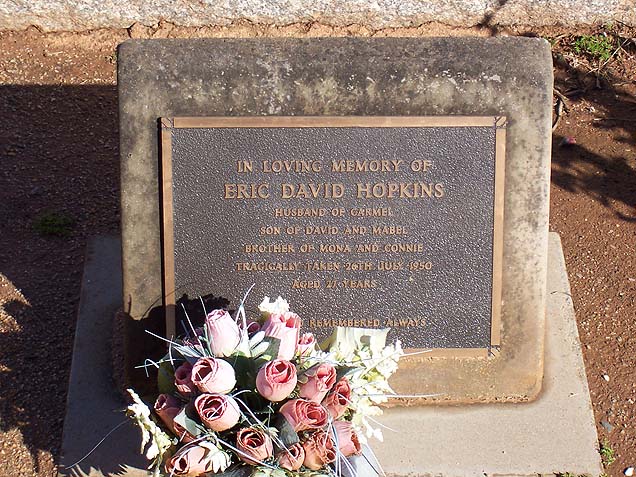 IN LOVING MEMORY OF
ERIC DAVID HOPKINS
HUSBAND OF CARMEL
SON OF DAVID AND MABEL
BROTHER OF MONA AND CONNIE
TRAGICALLY TAKEN 26TH JULY 1950
AGED 27 YEARS
REMEMBERED ALWAYS